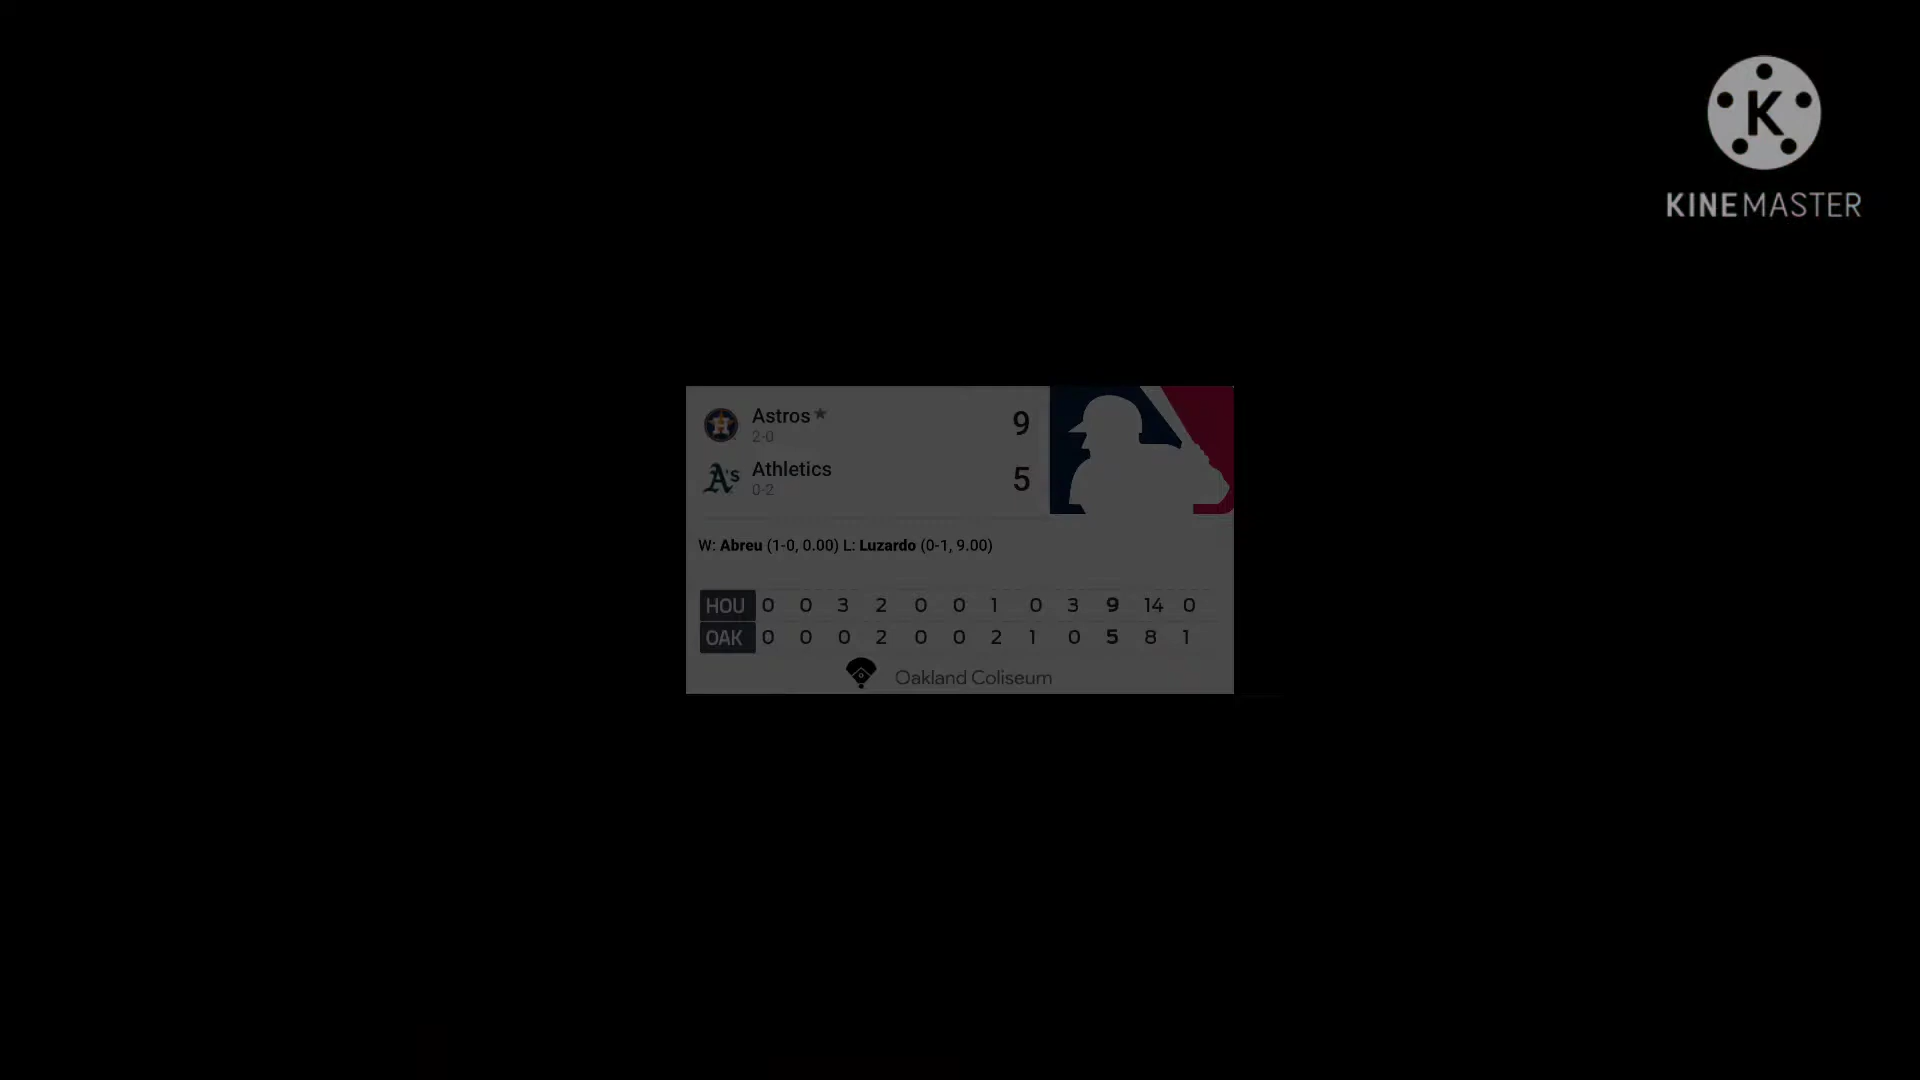 K
KINEMASTER
Astros★ 9
2-0
A's Athletics 5
0-2
W: Abreu (1-0, 0.00) L: Luzardo (0-1, 9.00)
HOU 0 0 3 2 0 0 1 0 3 9 14 0
OAK 0 0 0 2 0 0 2 1 0 5 8 1
Oakland Coliseum